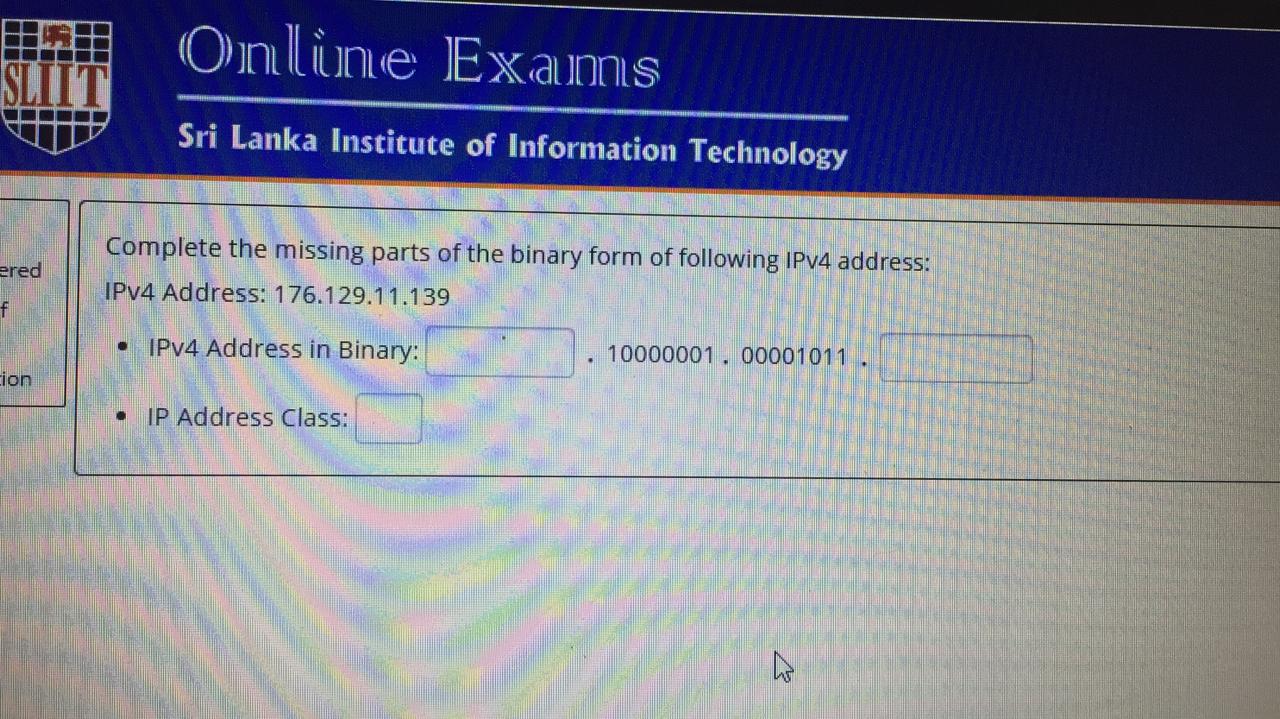 SLIIT
Online Exams
Sri Lanka Institute of Information Technology
ered
f
ion
Complete the missing parts of the binary form of following IPv4 address:
IPv4 Address: 176.129.11.139
• IPv4 Address in Binary: . 10000001 . 00001011 .
• IP Address Class: